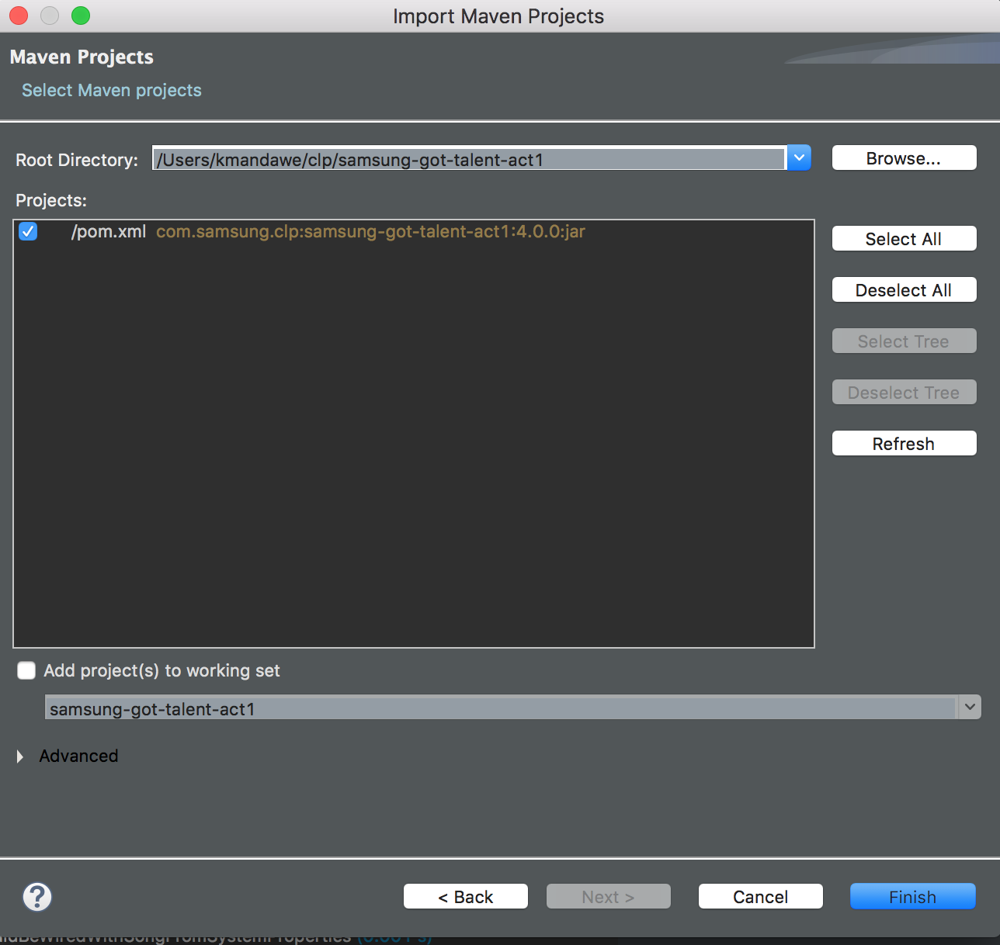 Import Maven Projects
Maven Projects
Select Maven projects
Root Directory: /Users/kmandawe/clp/samsung-got-talent-act1 Browse...
Projects:
/pom.xml com.samsung.clp:samsung-got-talent-act1:4.0.0:jar
Select All
Deselect All
Select Tree
Deselect Tree
Refresh
Add project(s) to working set
samsung-got-talent-act1
Advanced
? < Back Next > Cancel Finish